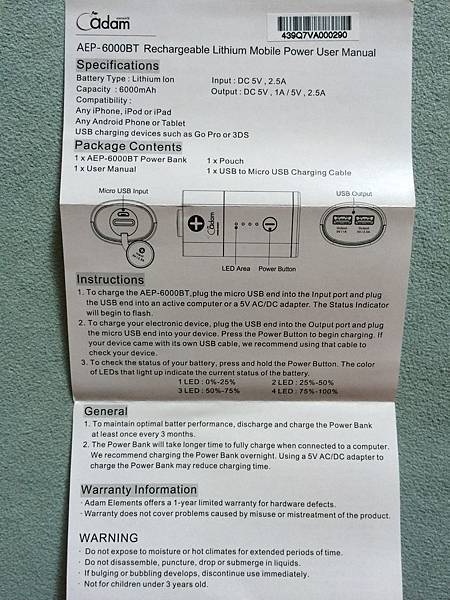 adam
439Q7VA000290
AEP-6000BT Rechargeable Lithium Mobile Power User Manual
Specifications
Battery Type : Lithium Ion    Input : DC 5V , 2.5A
Capacity : 6000mAh    Output : DC 5V , 1A / 5V , 2.5A
Compatibility :
Any iPhone, iPod or iPad
Any Android Phone or Tablet
USB charging devices such as Go Pro or 3DS
Package Contents
1 x AEP-6000BT Power Bank    1 x Pouch
1 x User Manual    1 x USB to Micro USB Charging Cable
Micro USB Input    USB Output
adam
Output    Output
LED Area    Power Button
Instructions
1. To charge the AEP-6000BT,plug the micro USB end into the Input port and plug
the USB end into an active computer or a 5V AC/DC adapter. The Status Indicator
will begin to flash.
2. To charge your electronic device, plug the USB end into the Output port and plug
the micro USB end into your device. Press the Power Button to begin charging. If
your device came with its own USB cable, we recommend using that cable to
check your device.
3. To check the status of your battery, press and hold the Power Button. The color
of LEDs that light up indicate the current status of the battery.
1 LED : 0%-25%    2 LED : 25%-50%
3 LED : 50%-75%    4 LED : 75%-100%
General
1. To maintain optimal batter performance, discharge and charge the Power Bank
at least once every 3 months.
2. The Power Bank will take longer time to fully charge when connected to a computer.
We recommend charging the Power Bank overnight. Using a 5V AC/DC adapter to
charge the Power Bank may reduce charging time.
Warranty Information
· Adam Elements offers a 1-year limited warranty for hardware defects.
· Warranty does not cover problems caused by misuse or mistreatment of the product.
WARNING
· Do not expose to moisture or hot climates for extended periods of time.
· Do not disassemble, puncture, drop or submerge in liquids.
· If bulging or bubbling develops, discontinue use immediately.
· Not for children under 3 years old.